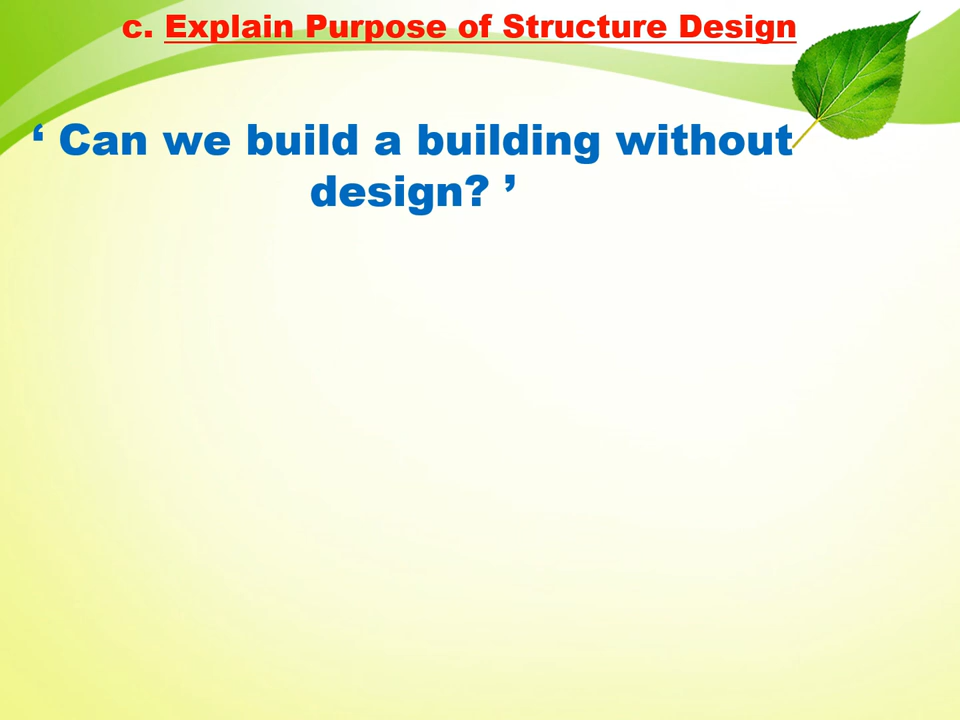 c. Explain Purpose of Structure Design
‘ Can we build a building without
design? ’